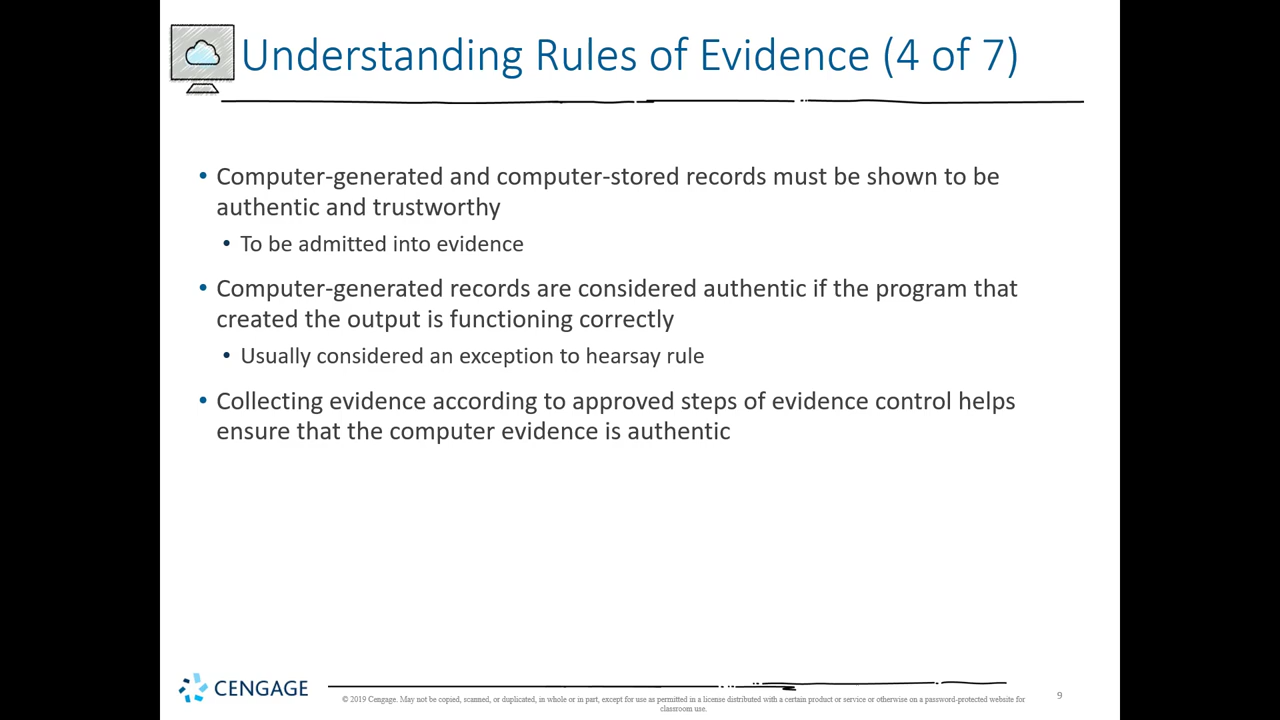 Understanding Rules of Evidence (4 of 7)
• Computer-generated and computer-stored records must be shown to be
authentic and trustworthy
• To be admitted into evidence
• Computer-generated records are considered authentic if the program that
created the output is functioning correctly
• Usually considered an exception to hearsay rule
• Collecting evidence according to approved steps of evidence control helps
ensure that the computer evidence is authentic
CENGAGE
© 2019 Cengage. May not be copied, scanned, or duplicated, in whole or in part, except for use as permitted in a license distributed with a certain product or service or otherwise on a password-protected website for
classroom use.
9